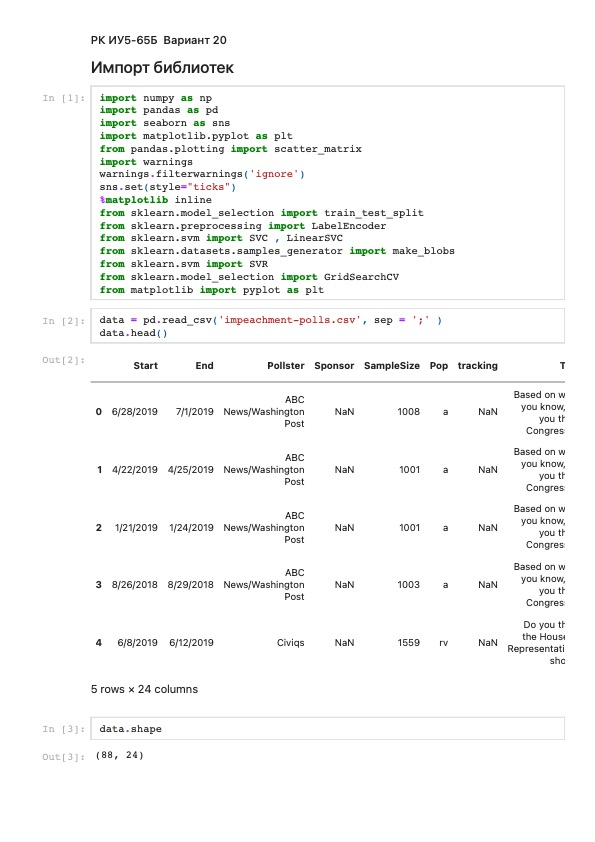 РК ИУ5-65Б Вариант 20
Импорт библиотек
In [1]:
import numpy as np
import pandas as pd
import seaborn as sns
import matplotlib.pyplot as plt
from pandas.plotting import scatter_matrix
import warnings
warnings.filterwarnings('ignore')
sns.set(style="ticks")
%matplotlib inline
from sklearn.model_selection import train_test_split
from sklearn.preprocessing import LabelEncoder
from sklearn.svm import SVC , LinearSVC
from sklearn.datasets.samples_generator import make_blobs
from sklearn.svm import SVR
from sklearn.model_selection import GridSearchCV
from matplotlib import pyplot as plt
In [2]:
data = pd.read_csv('impeachment-polls.csv', sep = ';' )
data.head()
Out[2]:
Start End Pollster Sponsor SampleSize Pop tracking T
0 6/28/2019 7/1/2019 ABC News/Washington Post NaN 1008 a NaN Based on w
you know,
you th
Congres
1 4/22/2019 4/25/2019 ABC News/Washington Post NaN 1001 a NaN Based on w
you know,
you th
Congres
2 1/21/2019 1/24/2019 ABC News/Washington Post NaN 1001 a NaN Based on w
you know,
you th
Congres
3 8/26/2018 8/29/2018 ABC News/Washington Post NaN 1003 a NaN Based on w
you know,
you th
Congres
4 6/8/2019 6/12/2019 Civiqs NaN 1559 rv NaN Do you th
the House
Representati
sho
5 rows × 24 columns
In [3]:
data.shape
Out[3]:
(88, 24)